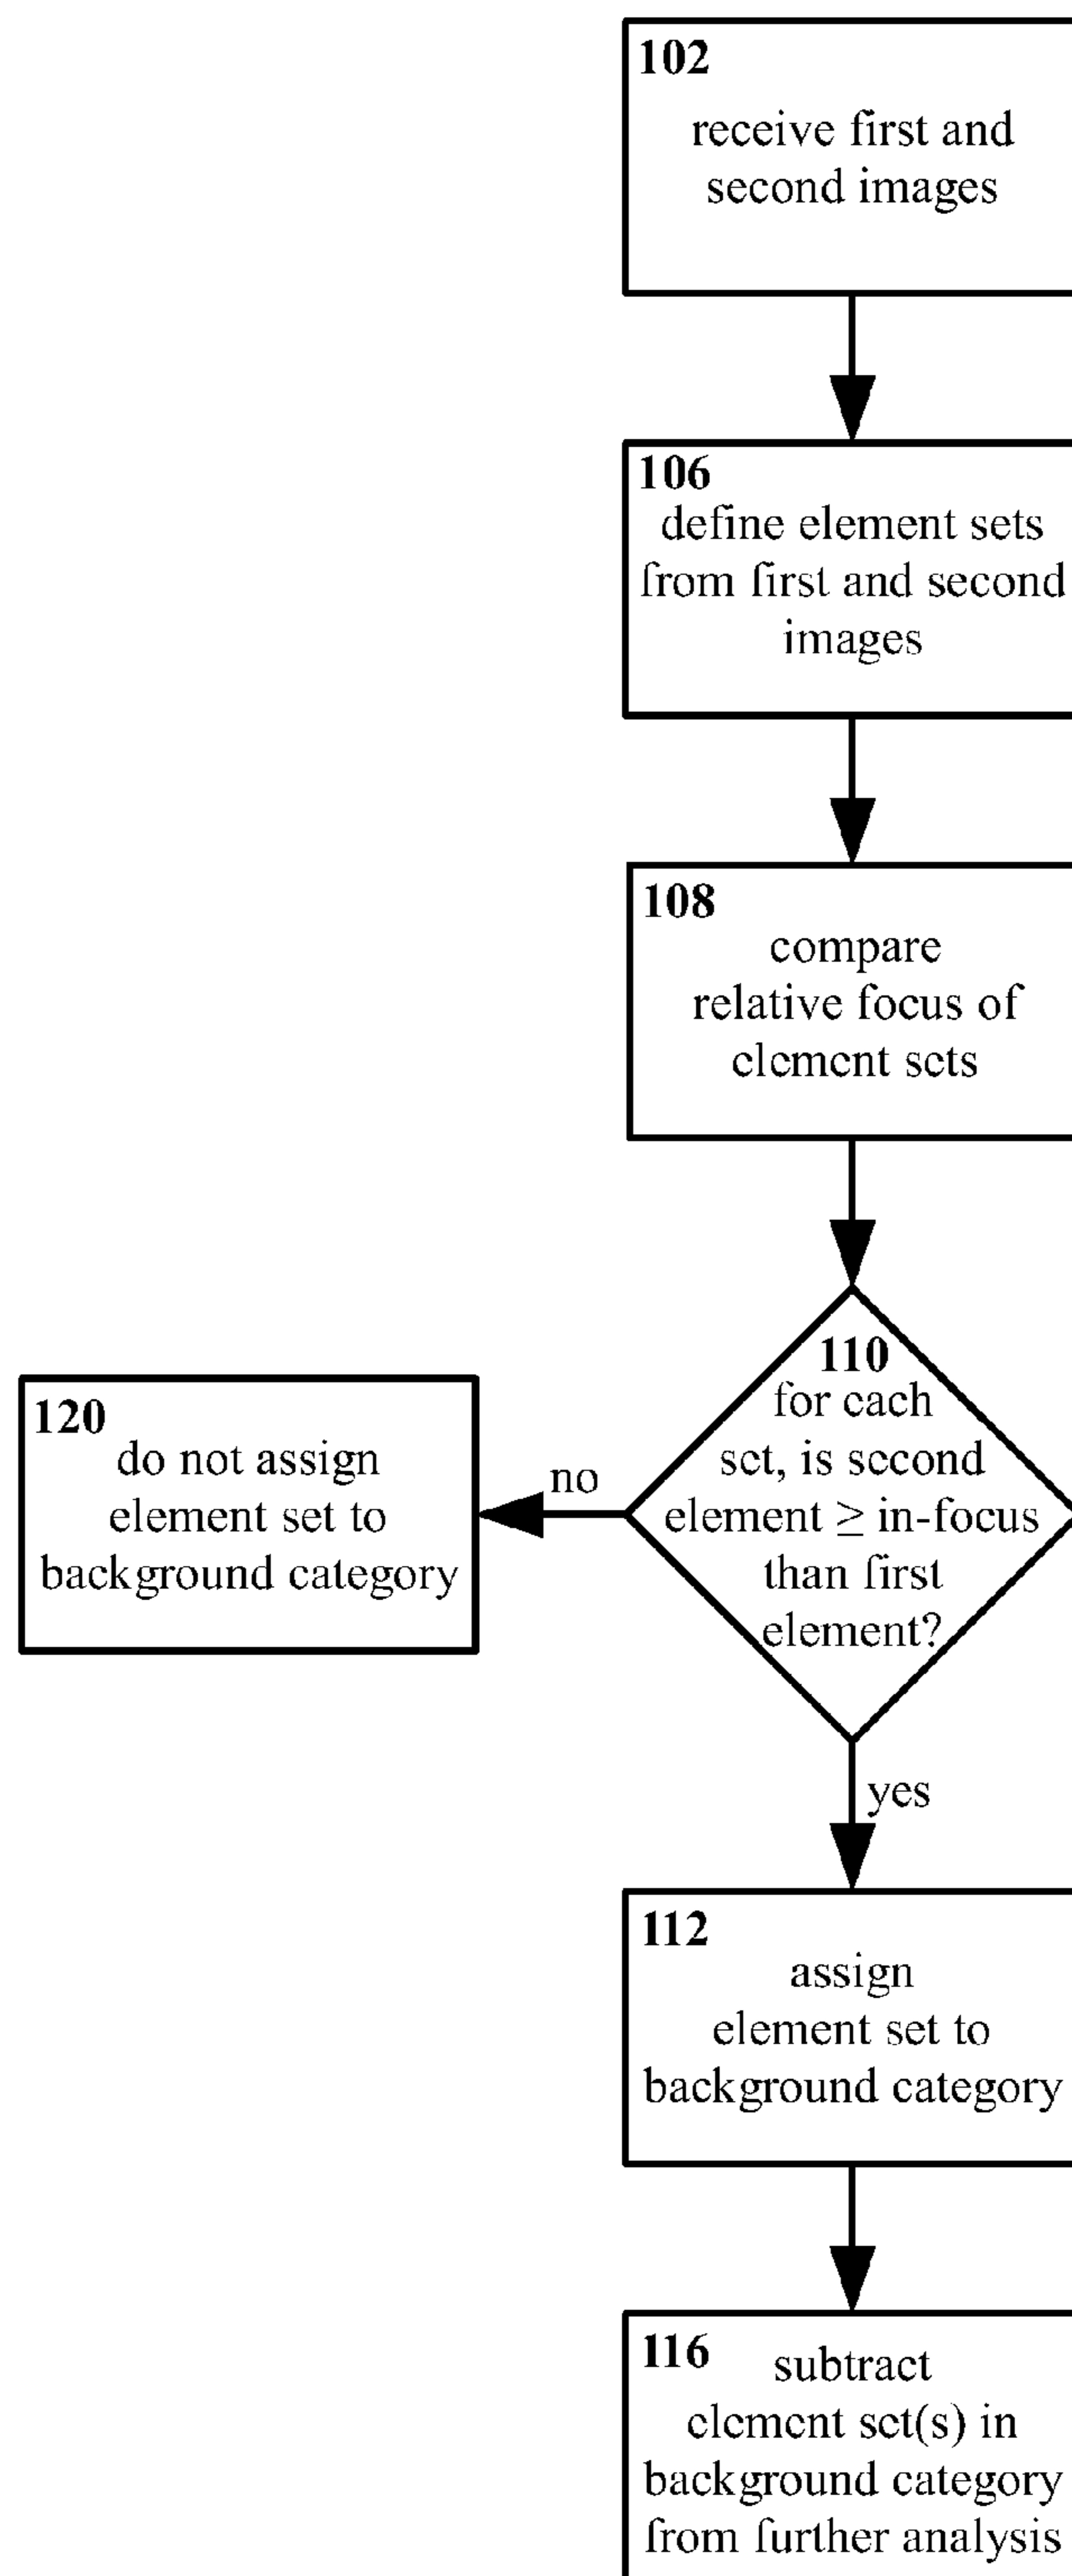 102
receive first and
second images
106
define element sets
from first and second
images
108
compare
relative focus of
element sets
110
for each
set, is second
element ≥ in-focus
than first
element?
no
120
do not assign
element set to
background category
yes
112
assign
element set to
background category
116
subtract
element set(s) in
background category
from further analysis